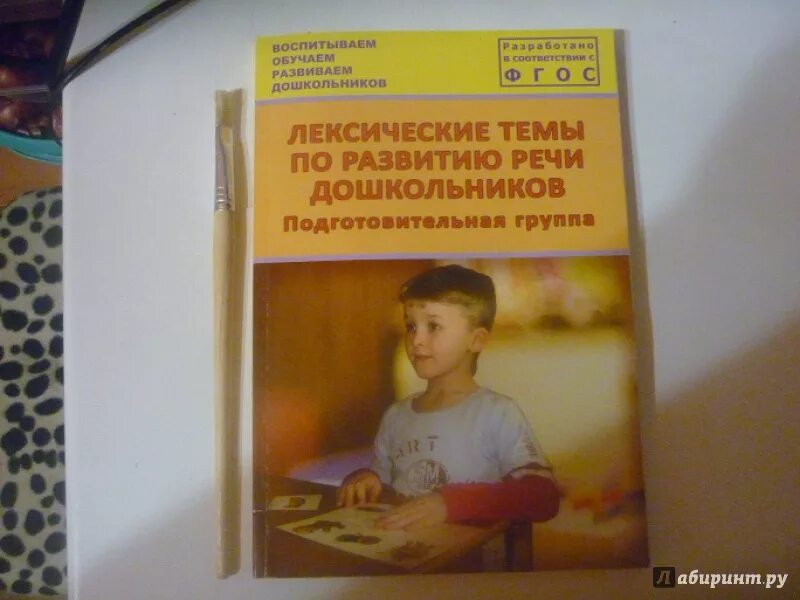 ВОСПИТЫВАЕМ
ОБУЧАЕМ
РАЗВИВАЕМ
ДОШКОЛЬНИКОВ
Разработано
в соответствии с
ФГОС
ЛЕКСИЧЕСКИЕ ТЕМЫ
ПО РАЗВИТИЮ РЕЧИ
ДОШКОЛЬНИКОВ
Подготовительная группа
ART
Лабиринт.ру